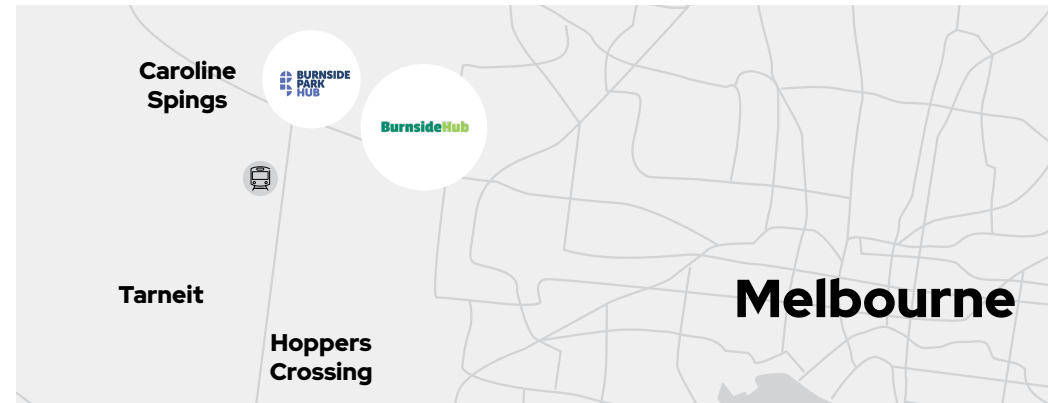 Caroline
Spings
BURNSIDE
PARK
HUB
BurnsideHub
Tarneit
Melbourne
Hoppers
Crossing